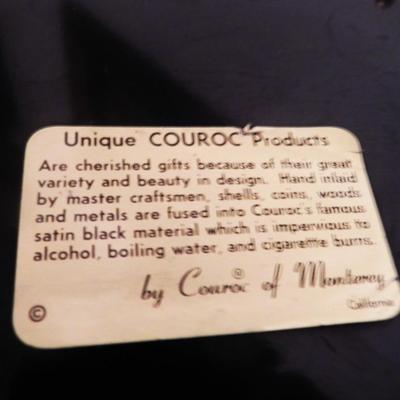 Unique COUROC Products
Are cherished gifts because of their great
variety and beauty in design. Hand inlaid
by master craftsmen, shells, coins, woods
and metals are fused into Couroc's famous
satin black material which is impervious to
alcohol, boiling water, and cigarette burns.
by Couroc® of Monterey
California
©